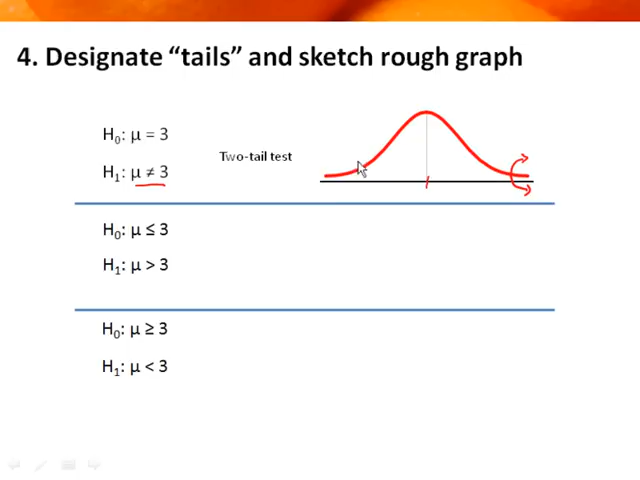 4. Designate “tails” and sketch rough graph
H₀: μ = 3
Two-tail test
H₁: μ ≠ 3
H₀: μ ≤ 3
H₁: μ > 3
H₀: μ ≥ 3
H₁: μ < 3